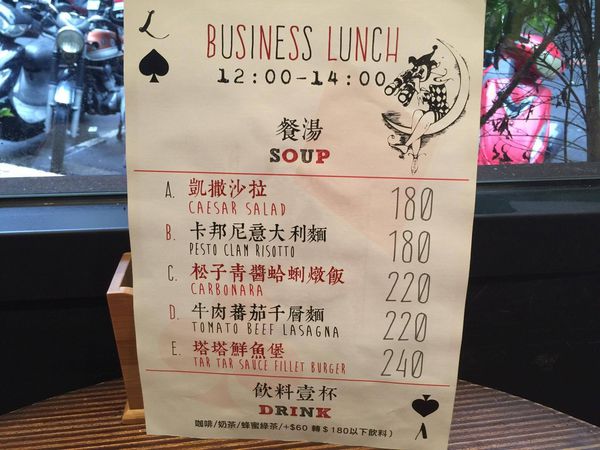 L
BUSINESS LUNCH
12:00-14:00
餐湯
SOUP
A. 凱撒沙拉 180
CAESAR SALAD
B. 卡邦尼意大利麵 180
PESTO CLAM RISOTTO
C. 松子青醬蛤蜊燉飯 220
CARBONARA
D. 牛肉蕃茄千層麵 220
TOMATO BEEF LASAGNA
E. 塔塔鮮魚堡 240
TAR TAR SAUCE FILLET BURGER
飲料壹杯
DRINK
咖啡/奶茶/蜂蜜綠茶/+$60 轉$180以下飲料)
V